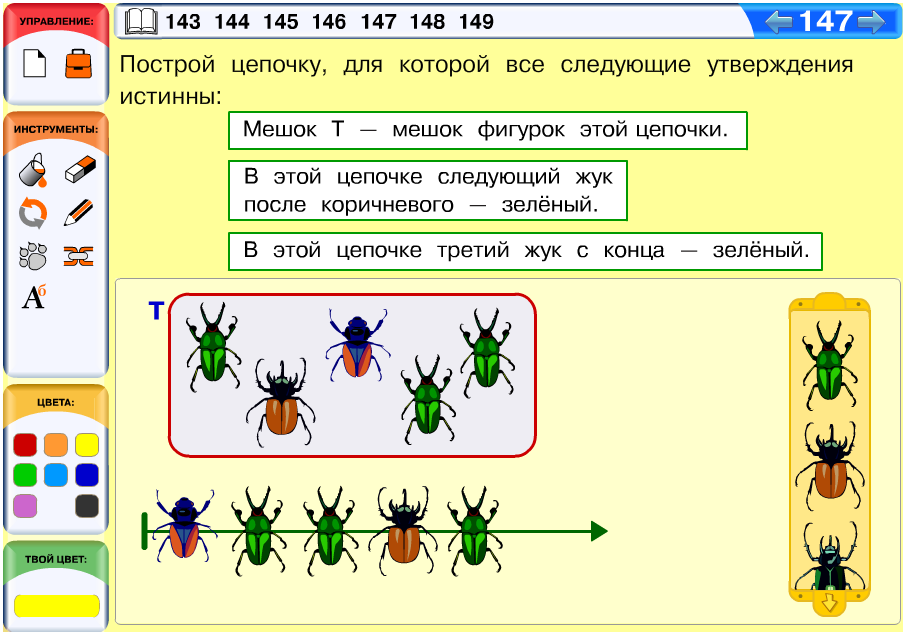 УПРАВЛЕНИЕ:
143 144 145 146 147 148 149
147
Построй цепочку, для которой все следующие утверждения
истинны:
Мешок Т — мешок фигурок этой цепочки.
В этой цепочке следующий жук
после коричневого — зелёный.
В этой цепочке третий жук с конца — зелёный.
ИНСТРУМЕНТЫ:
Аб
Т
ЦВЕТА:
ТВОЙ ЦВЕТ: